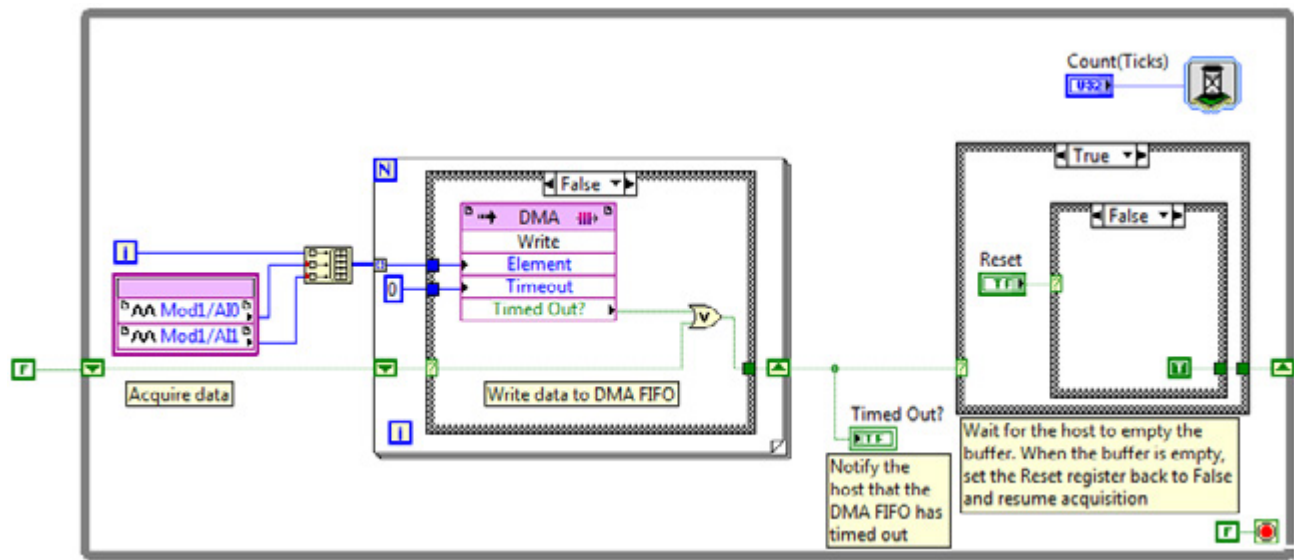 Count(Ticks)
U32
True
N
False
False
DMA
Write
i
Reset
Element
TF
0
Timeout
Mod1/AI0
Timed Out?
Mod1/AI1
F
T
Acquire data
Write data to DMA FIFO
i
Timed Out?
TF
Wait for the host to empty the
buffer. When the buffer is empty,
set the Reset register back to False
and resume acquisition
Notify the
host that the
DMA FIFO has
timed out
F